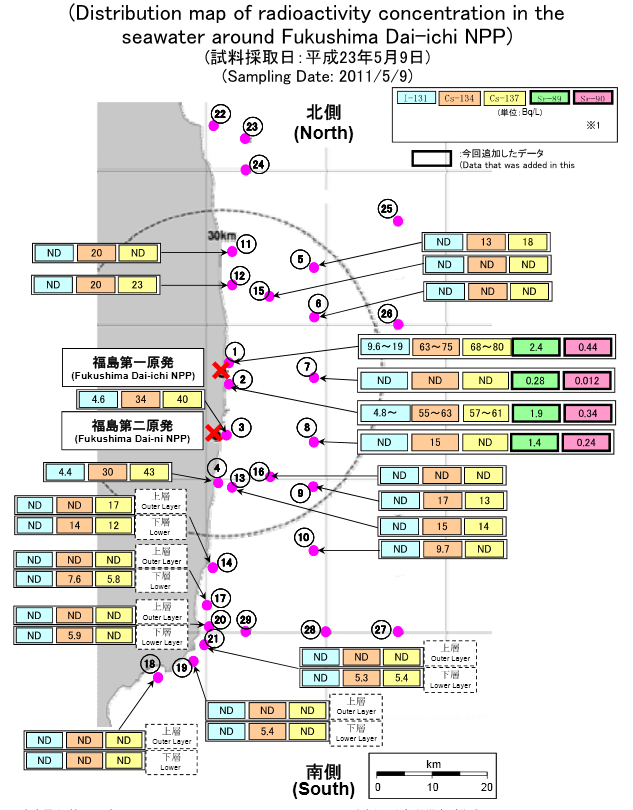 (Distribution map of radioactivity concentration in the
seawater around Fukushima Dai-ichi NPP)
(試料採取日：平成23年5月9日)
(Sampling Date: 2011/5/9)
北側
(North)
I-131 Cs-134 Cs-137 Sr-89 Sr-90
(単位：Bq/L)
※1
:今回追加したデータ
(Data that was added in this
22
23
24
25
30km
11
ND 20 ND
5
ND 13 18
ND ND ND
12
ND 20 23
15
6
ND ND ND
26
1
9.6～19 63～75 68～80 2.4 0.44
福島第一原発
(Fukushima Dai-ichi NPP)
2
7
ND ND ND 0.28 0.012
4.6 34 40
4.8～ 55～63 57～61 1.9 0.34
福島第二原発
(Fukushima Dai-ni NPP)
3
8
ND 15 ND 1.4 0.24
4.4 30 43
4
13
16
9
ND ND ND
ND 17 13
ND 15 14
10
ND 9.7 ND
ND ND 17 上層 Outer Layer
ND 14 12 下層 Lower
14
ND ND ND 上層 Outer Layer
ND 7.6 5.8 下層 Lower
17
ND ND ND 上層 Outer Layer
ND 5.9 ND 下層 Lower Layer
20
29
28
27
21
ND ND ND 上層 Outer Layer
ND 5.3 5.4 下層 Lower Layer
18
19
ND ND ND 上層 Outer Layer
ND 5.4 ND 下層 Lower Layer
ND ND ND 上層 Outer Layer
ND ND ND 下層 Lower Layer
南側
(South)
km
0 10 20